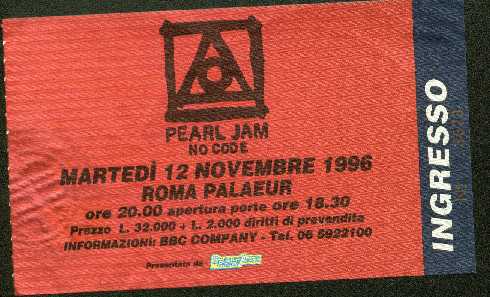 PEARL JAM
NO CODE
MARTEDÌ 12 NOVEMBRE 1996
ROMA PALAEUR
ore 20.00 apertura porte ore 18.30
Prezzo L. 32.000 + L. 2.000 diritti di prevendita
INFORMAZIONI: BBC COMPANY - Tel. 06 5922100
Presentato da
INGRESSO